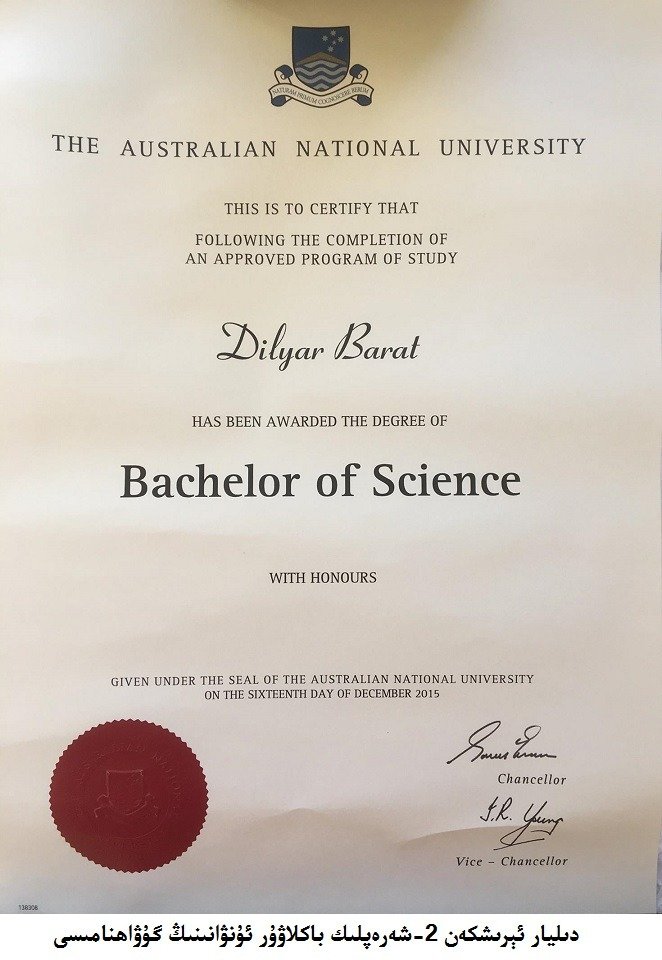 NATURAM PRIMUM COGNOSCERE RERUM
THE AUSTRALIAN NATIONAL UNIVERSITY
THIS IS TO CERTIFY THAT
FOLLOWING THE COMPLETION OF
AN APPROVED PROGRAM OF STUDY
Dilyar Barat
HAS BEEN AWARDED THE DEGREE OF
Bachelor of Science
WITH HONOURS
GIVEN UNDER THE SEAL OF THE AUSTRALIAN NATIONAL UNIVERSITY
ON THE SIXTEENTH DAY OF DECEMBER 2015
Chancellor
I.R. Young
Vice – Chancellor
138308
دىليار ئېرىشكەن 2-شەرەپلىك باكلاۋۇر ئۇنۋانىنىڭ گۇۋاھنامىسى